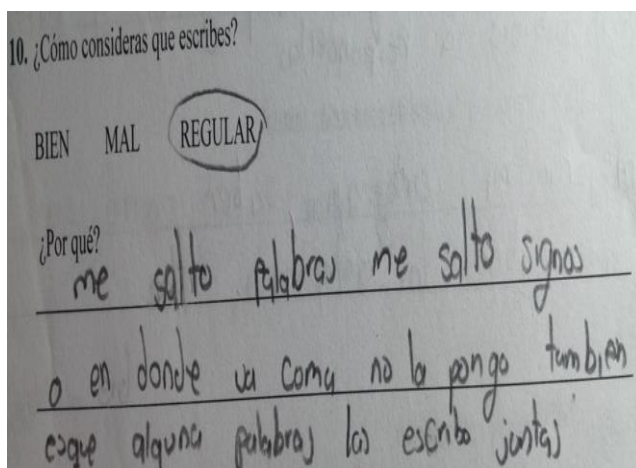 10. ¿Cómo consideras que escribes?
BIEN MAL REGULAR
¿Por qué?
me salto palabras me salto signos
o en donde va coma no la pongo tambien
esque alguna palabras las escribo juntas